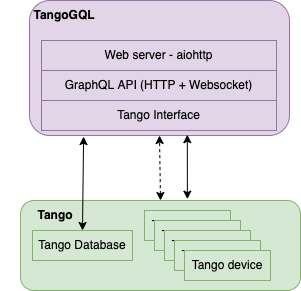 TangoGQL
Web server - aiohttp
GraphQL API (HTTP + Websocket)
Tango Interface
Tango
Tango Database
Tango device